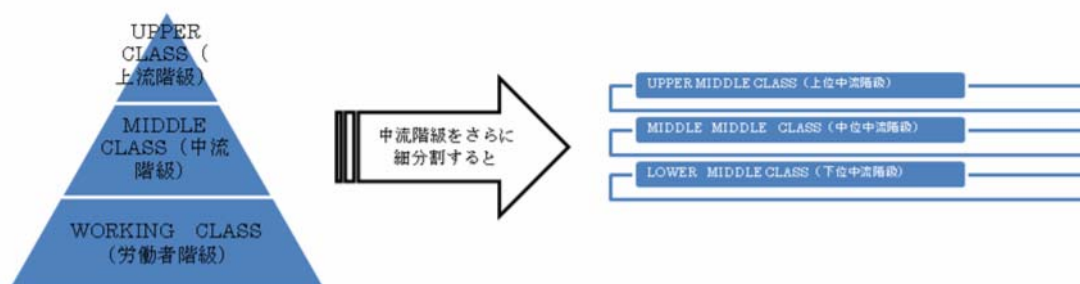 UPPER
CLASS（
上流階級）
MIDDLE
CLASS（中流
階級）
WORKING　CLASS
（労働者階級）
中流階級をさらに
細分割すると
UPPER MIDDLE CLASS（上位中流階級）
MIDDLE　MIDDLE　CLASS（中位中流階級）
LOWER　MIDDLE CLASS（下位中流階級）